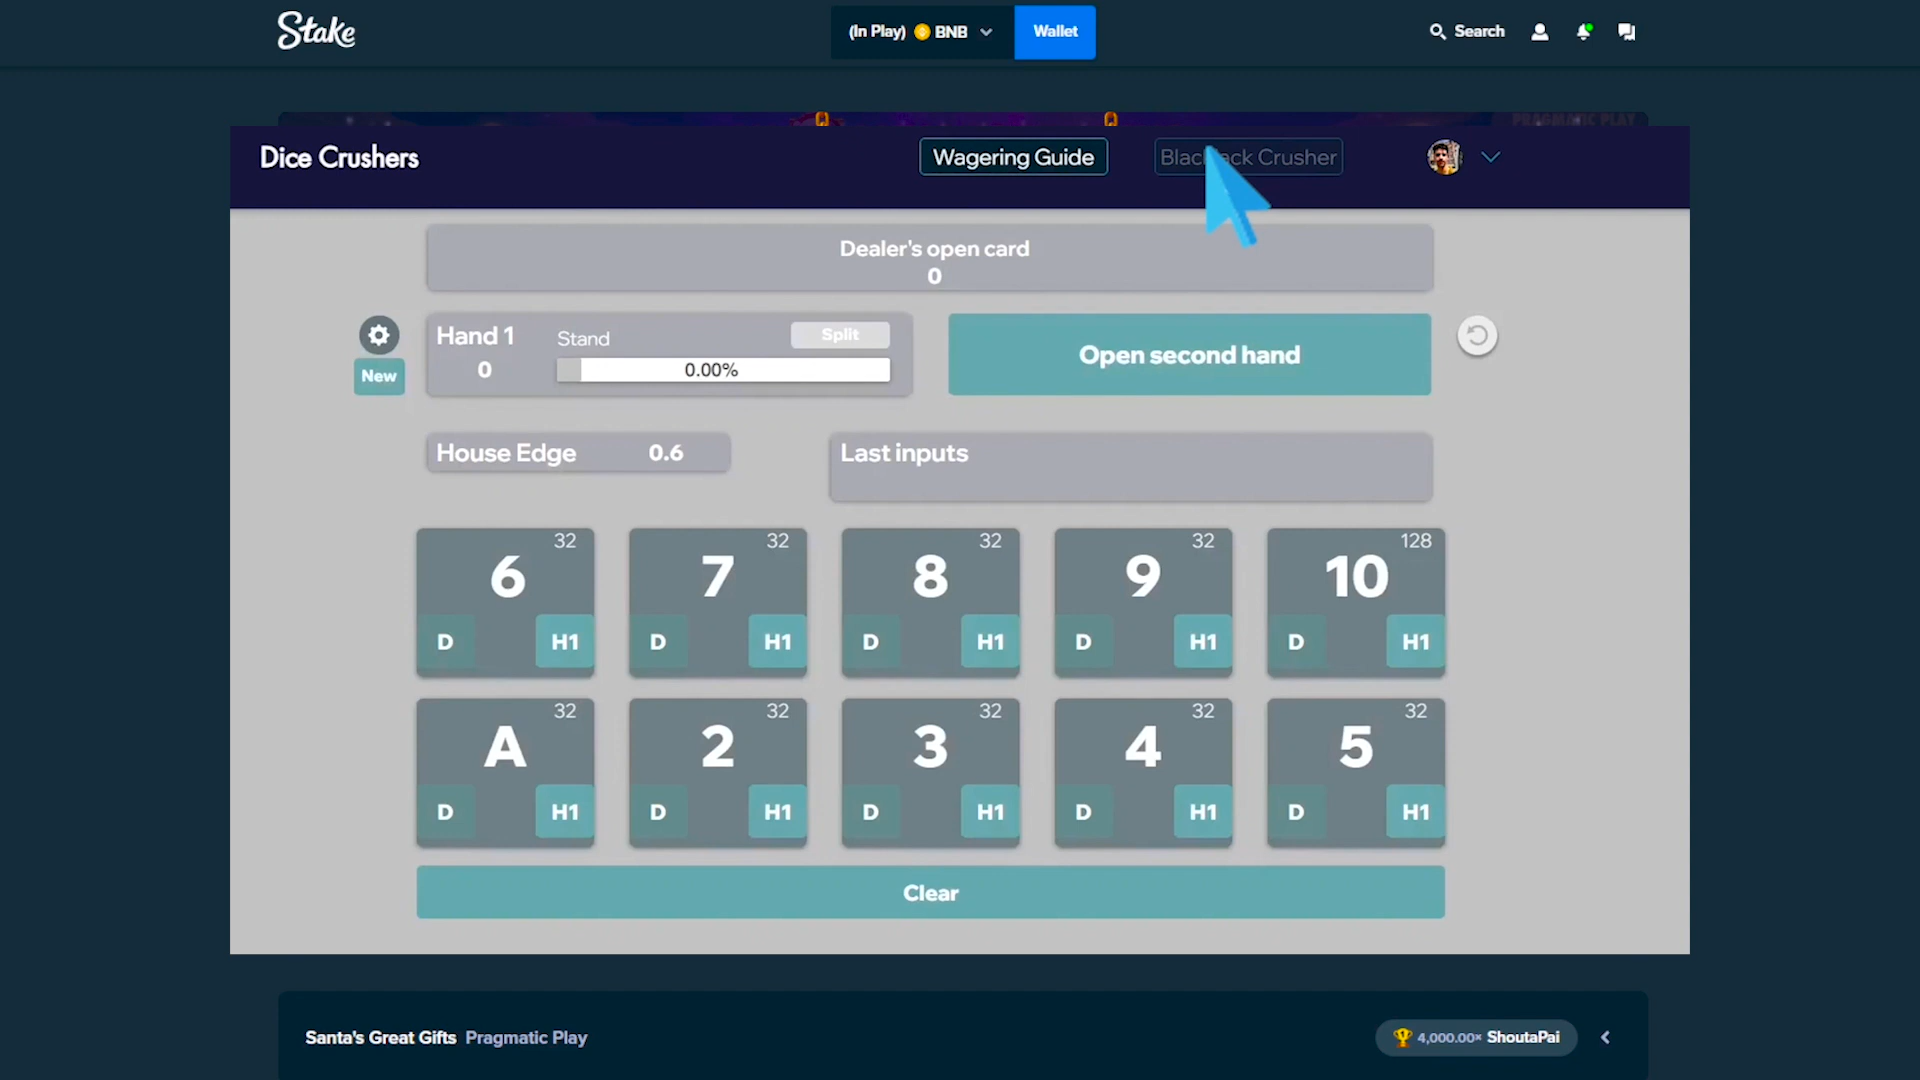 Stake
(In Play) BNB
Wallet
Search
PRAGMATIC PLAY
Dice Crushers
Wagering Guide
Blackjack Crusher
Dealer's open card
0
Hand 1
Stand
Split
0
0.00%
New
Open second hand
House Edge 0.6
Last inputs
32 32 32 32 128
6 7 8 9 10
D H1 D H1 D H1 D H1 D H1
32 32 32 32 32
A 2 3 4 5
D H1 D H1 D H1 D H1 D H1
Clear
Santa's Great Gifts Pragmatic Play
4,000.00× ShoutaPai